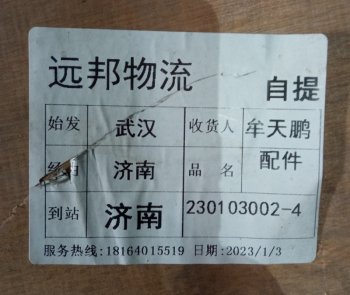 远邦物流 自提
始发 武汉 收货人 牟天鹏
经由 济南 品名 配件
到站 济南 230103002-4
服务热线:18164015519 日期:2023/1/3